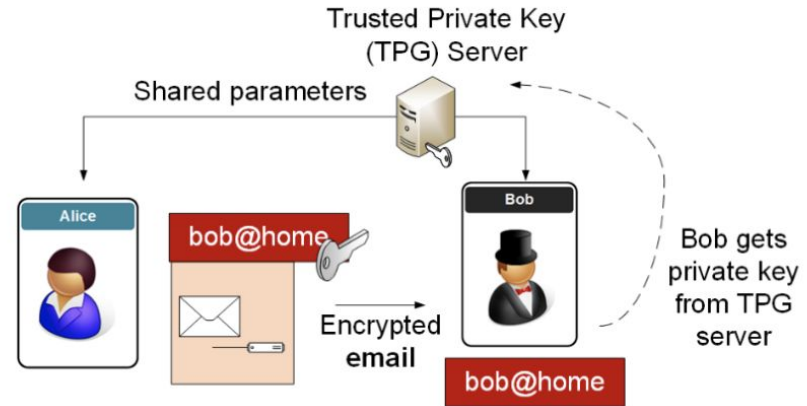 Trusted Private Key
(TPG) Server
Shared parameters
Alice
bob@home
Encrypted
email
Bob
bob@home
Bob gets
private key
from TPG
server